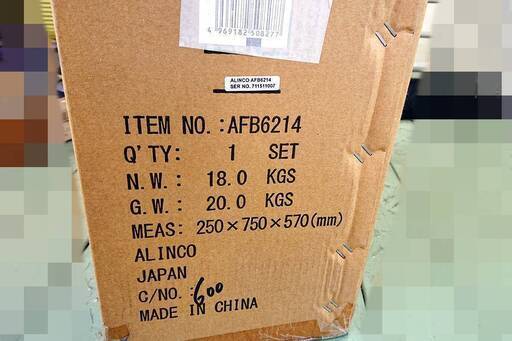 4 969182 508277
ALINCO AFB6214
SER NO. 711511007
ITEM NO.:AFB6214
Q'TY: 1 SET
N.W.: 18.0 KGS
G.W.: 20.0 KGS
MEAS: 250×750×570(mm)
ALINCO
JAPAN
C/NO.:600
MADE IN CHINA